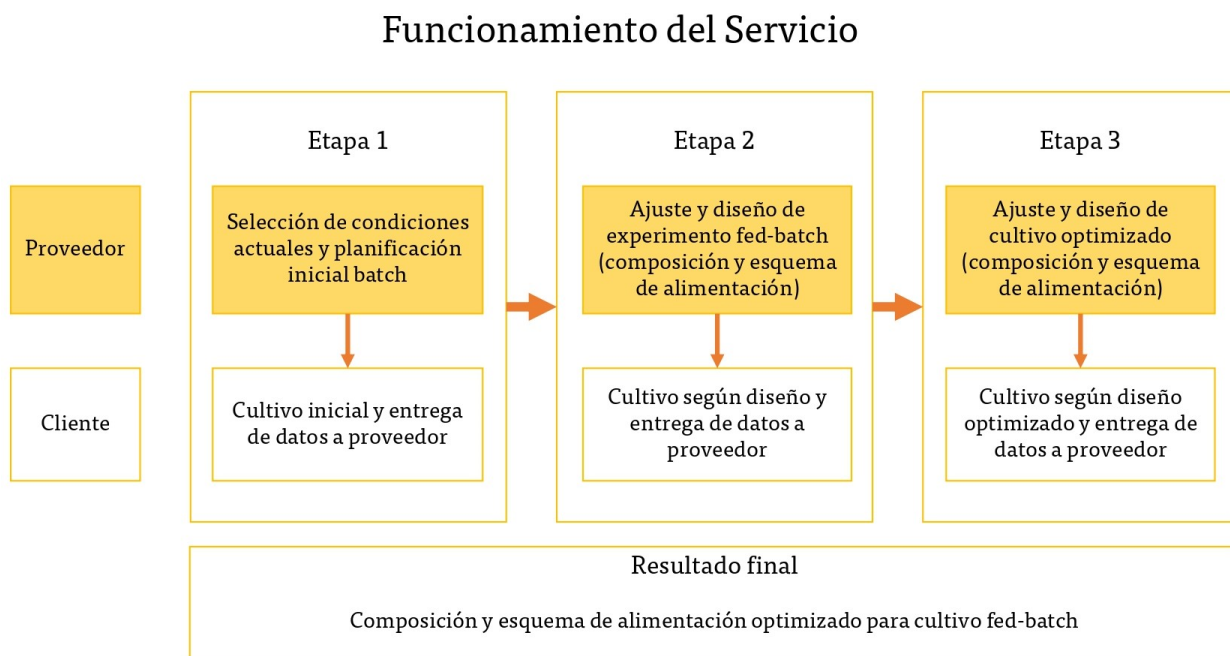 Funcionamiento del Servicio
Etapa 1
Etapa 2
Etapa 3
Proveedor
Selección de condiciones
actuales y planificación
inicial batch
Ajuste y diseño de
experimento fed-batch
(composición y esquema
de alimentación)
Ajuste y diseño de
cultivo optimizado
(composición y esquema
de alimentación)
Cliente
Cultivo inicial y entrega
de datos a proveedor
Cultivo según diseño y
entrega de datos a
proveedor
Cultivo según diseño
optimizado y entrega de
datos a proveedor
Resultado final
Composición y esquema de alimentación optimizado para cultivo fed-batch